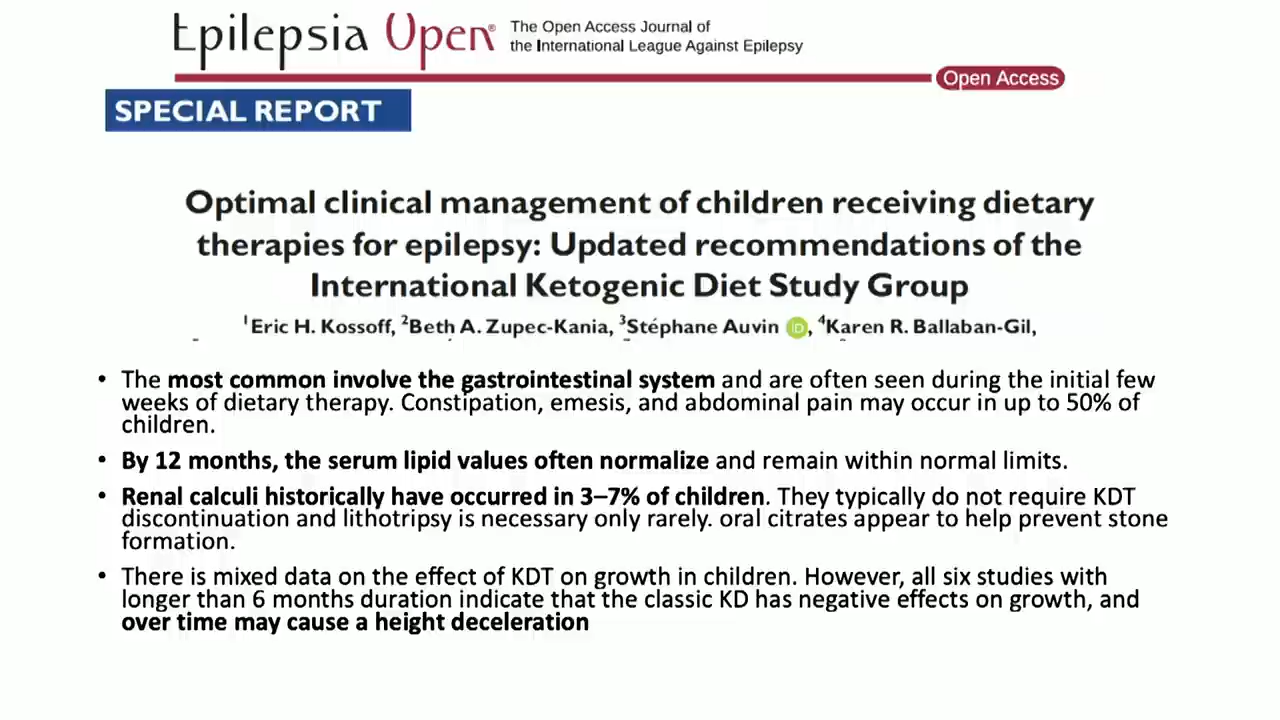 Epilepsia Open®
The Open Access Journal of
the International League Against Epilepsy
Open Access
SPECIAL REPORT
Optimal clinical management of children receiving dietary
therapies for epilepsy: Updated recommendations of the
International Ketogenic Diet Study Group
¹Eric H. Kossoff, ²Beth A. Zupec-Kania, ³Stéphane Auvin iD, ⁴Karen R. Ballaban-Gil,
• The most common involve the gastrointestinal system and are often seen during the initial few
weeks of dietary therapy. Constipation, emesis, and abdominal pain may occur in up to 50% of
children.
• By 12 months, the serum lipid values often normalize and remain within normal limits.
• Renal calculi historically have occurred in 3–7% of children. They typically do not require KDT
discontinuation and lithotripsy is necessary only rarely. oral citrates appear to help prevent stone
formation.
• There is mixed data on the effect of KDT on growth in children. However, all six studies with
longer than 6 months duration indicate that the classic KD has negative effects on growth, and
over time may cause a height deceleration